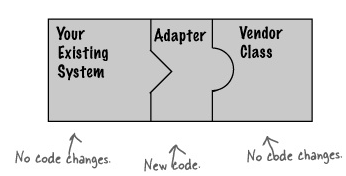 Your
Existing
System
Adapter
Vendor
Class
No code changes.
New code.
No code changes.